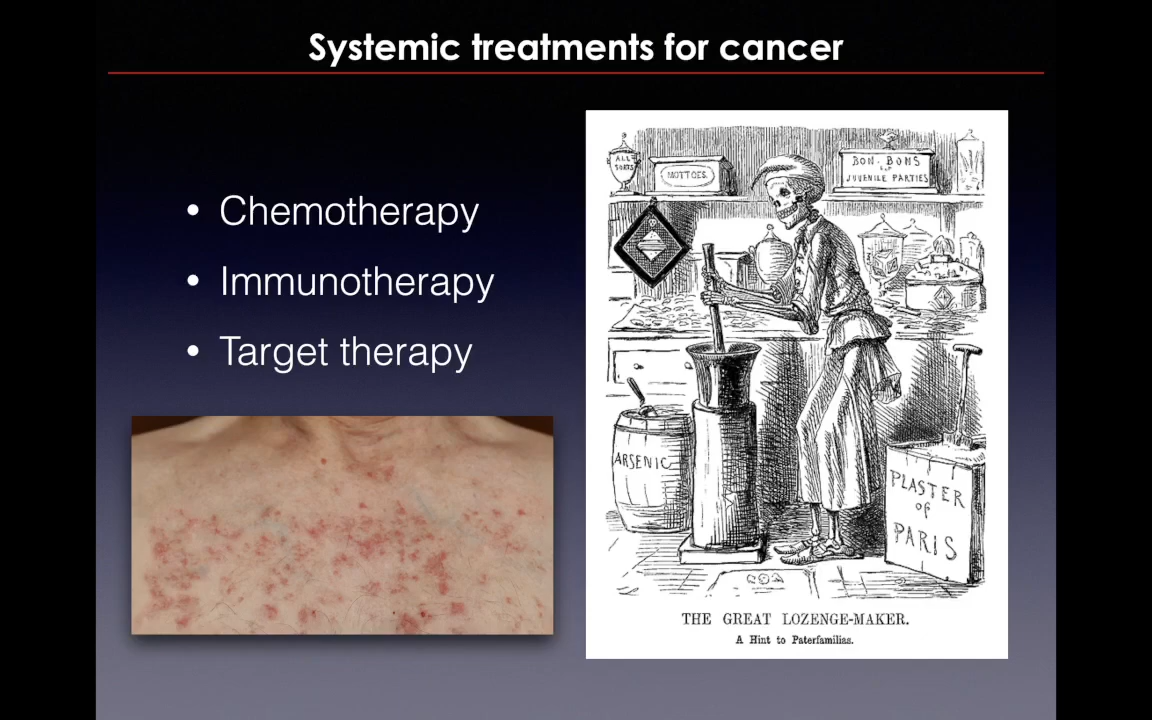 Systemic treatments for cancer
• Chemotherapy
• Immunotherapy
• Target therapy
ALL
SORTS
MOTTOES.
BON. BONS
FOR
JUVENILE PARTIES
ARSENIC
PLASTER
OF
PARIS
THE GREAT LOZENGE-MAKER.
A Hint to Paterfamilias.